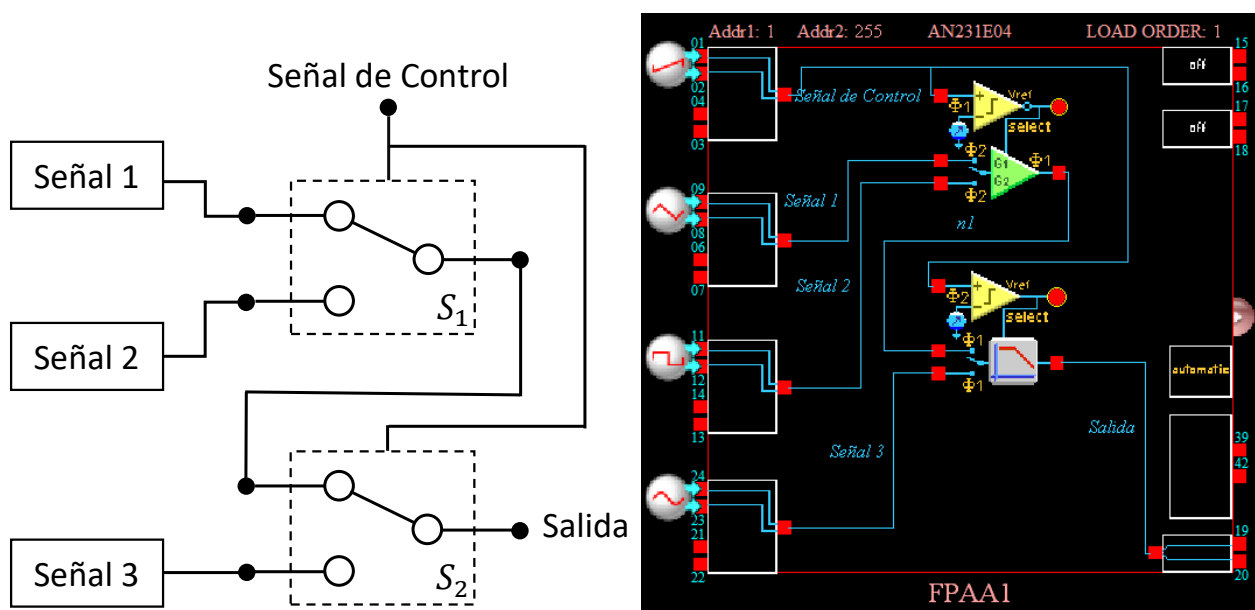 Señal de Control
Señal 1
S₁
Señal 2
Salida
Señal 3
S₂
Addr1: 1 Addr2: 255 AN231E04 LOAD ORDER: 1
01
02
04
03
09
08
06
07
11
12
14
13
24
23
21
22
Señal de Control
Φ1
Vref
select
Φ2
G1
G2
Φ1
Φ2
Señal 1
n1
Señal 2
Φ2
Vref
select
Φ1
Φ1
Señal 3
Salida
15
off
16
17
off
18
automatic
39
42
19
20
FPAA1